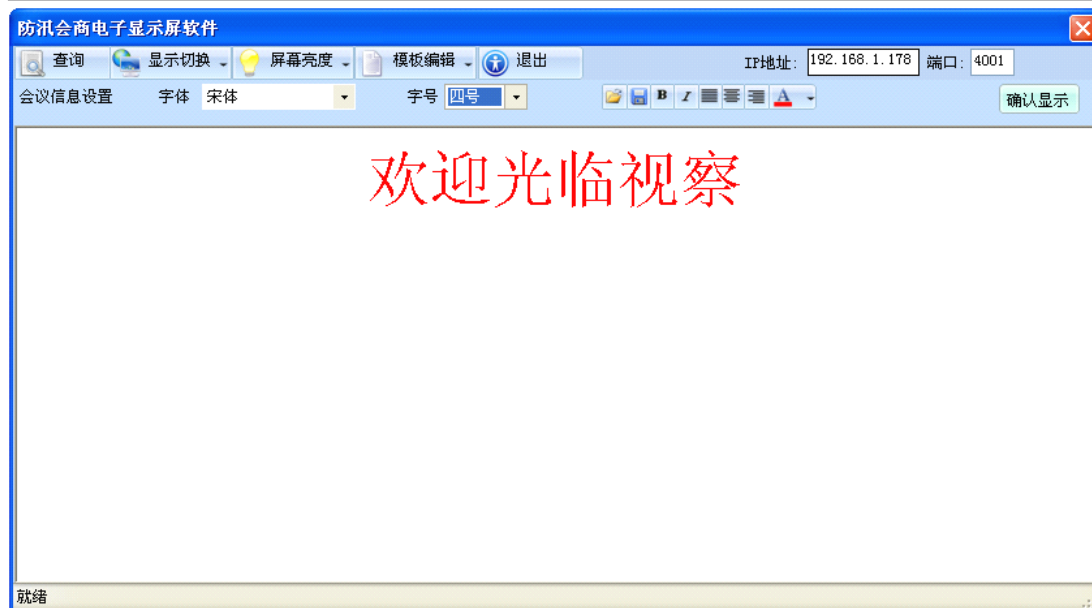 防汛会商电子显示屏软件
查询 显示切换 屏幕亮度 模板编辑 退出 IP地址: 192.168.1.178 端口: 4001
会议信息设置 字体 宋体 字号 四号 B I A 确认显示
欢迎光临视察
就绪